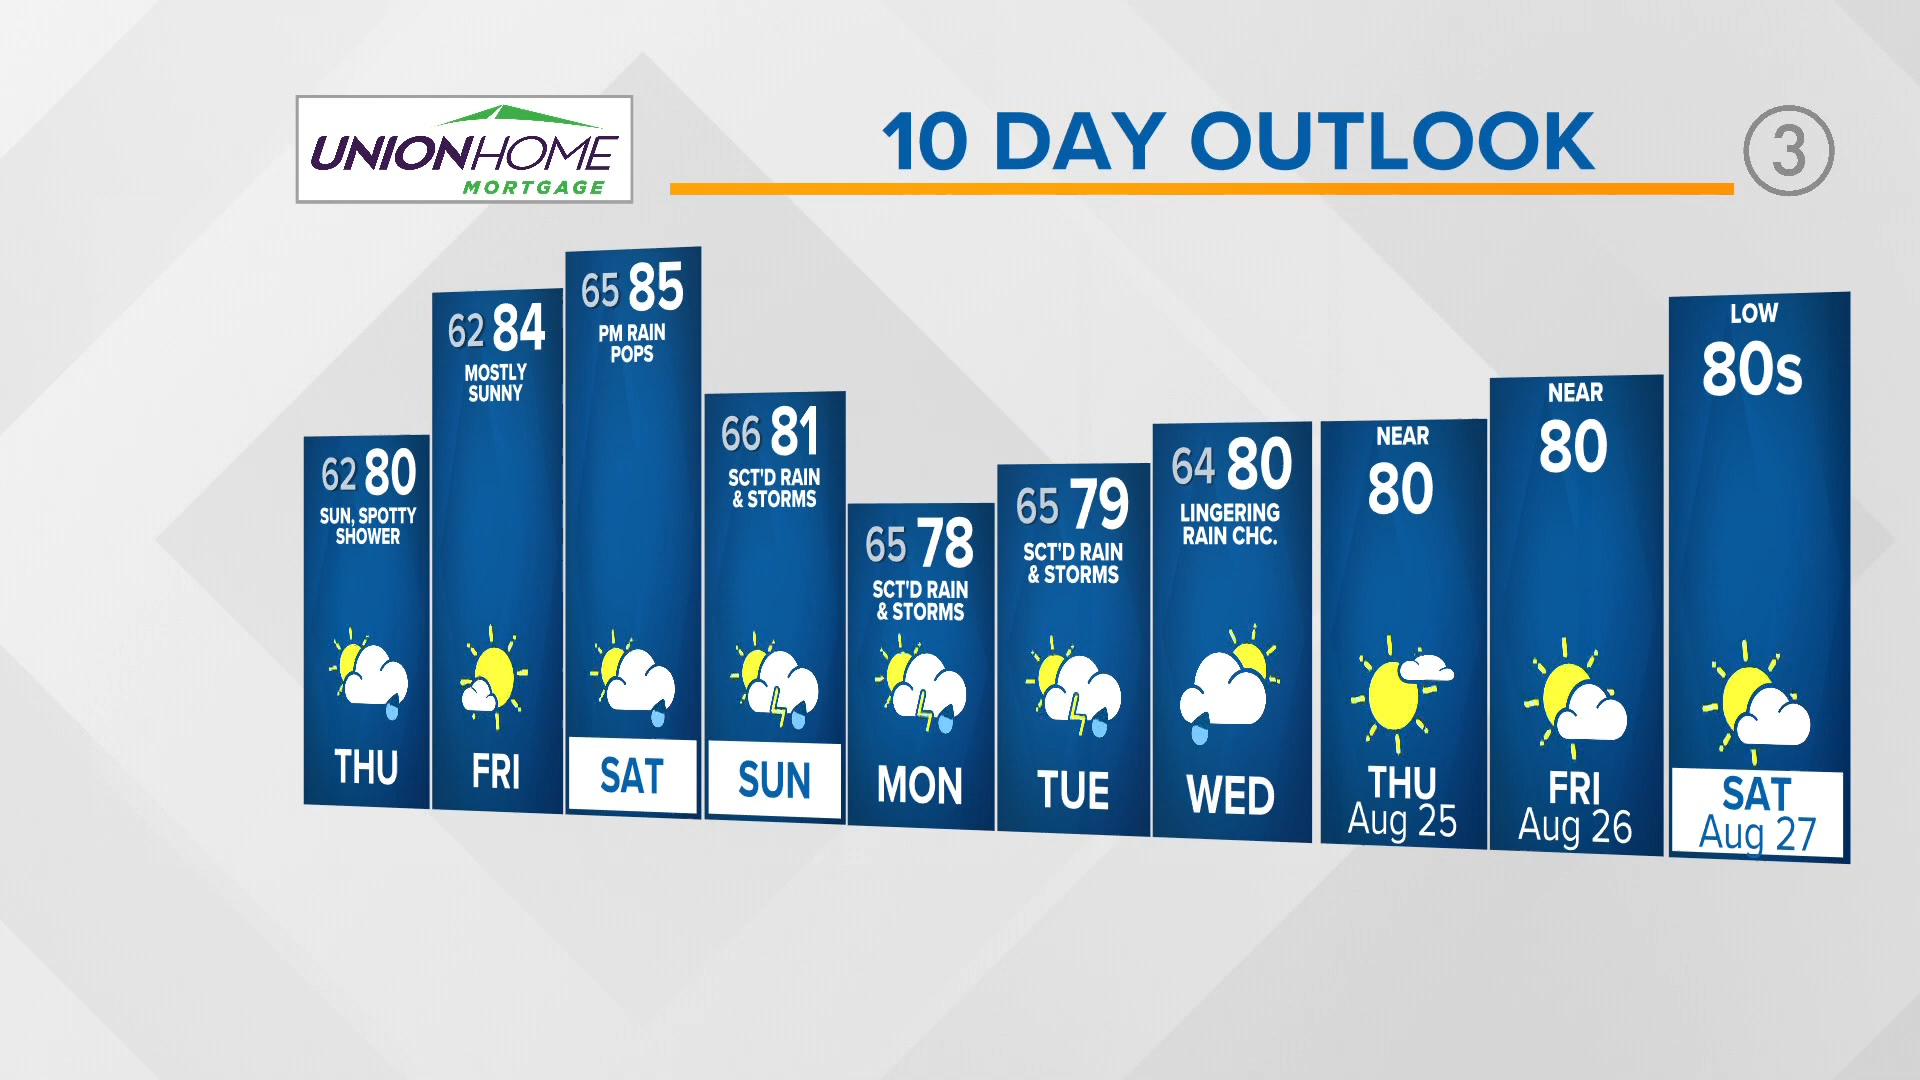 UNIONHOME
MORTGAGE
10 DAY OUTLOOK
3
62 80
SUN, SPOTTY
SHOWER
THU
62 84
MOSTLY
SUNNY
FRI
65 85
PM RAIN
POPS
SAT
66 81
SCT'D RAIN
& STORMS
SUN
65 78
SCT'D RAIN
& STORMS
MON
65 79
SCT'D RAIN
& STORMS
TUE
64 80
LINGERING
RAIN CHC.
WED
NEAR
80
THU
Aug 25
NEAR
80
FRI
Aug 26
LOW
80s
SAT
Aug 27